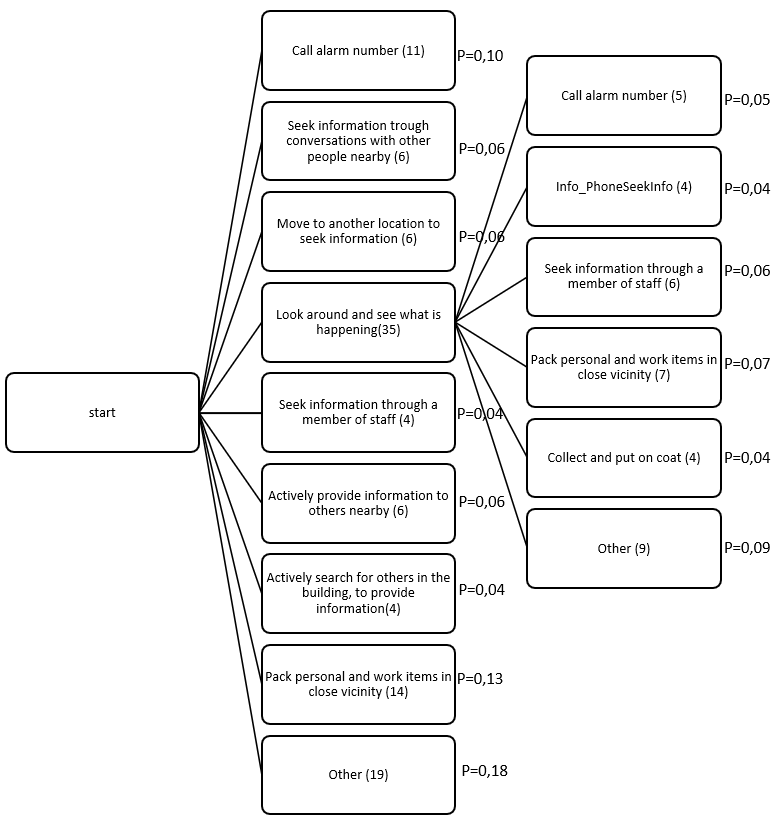 start
Call alarm number (11)
P=0,10
Seek information trough
conversations with other
people nearby (6)
P=0,06
Move to another location to
seek information (6)
P=0,06
Look around and see what is
happening(35)
Seek information through a
member of staff (4)
P=0,04
Actively provide information to
others nearby (6)
P=0,06
Actively search for others in the
building, to provide
information(4)
P=0,04
Pack personal and work items in
close vicinity (14)
P=0,13
Other (19)
P=0,18
Call alarm number (5)
P=0,05
Info_PhoneSeekInfo (4)
P=0,04
Seek information through a
member of staff (6)
P=0,06
Pack personal and work items in
close vicinity (7)
P=0,07
Collect and put on coat (4)
P=0,04
Other (9)
P=0,09